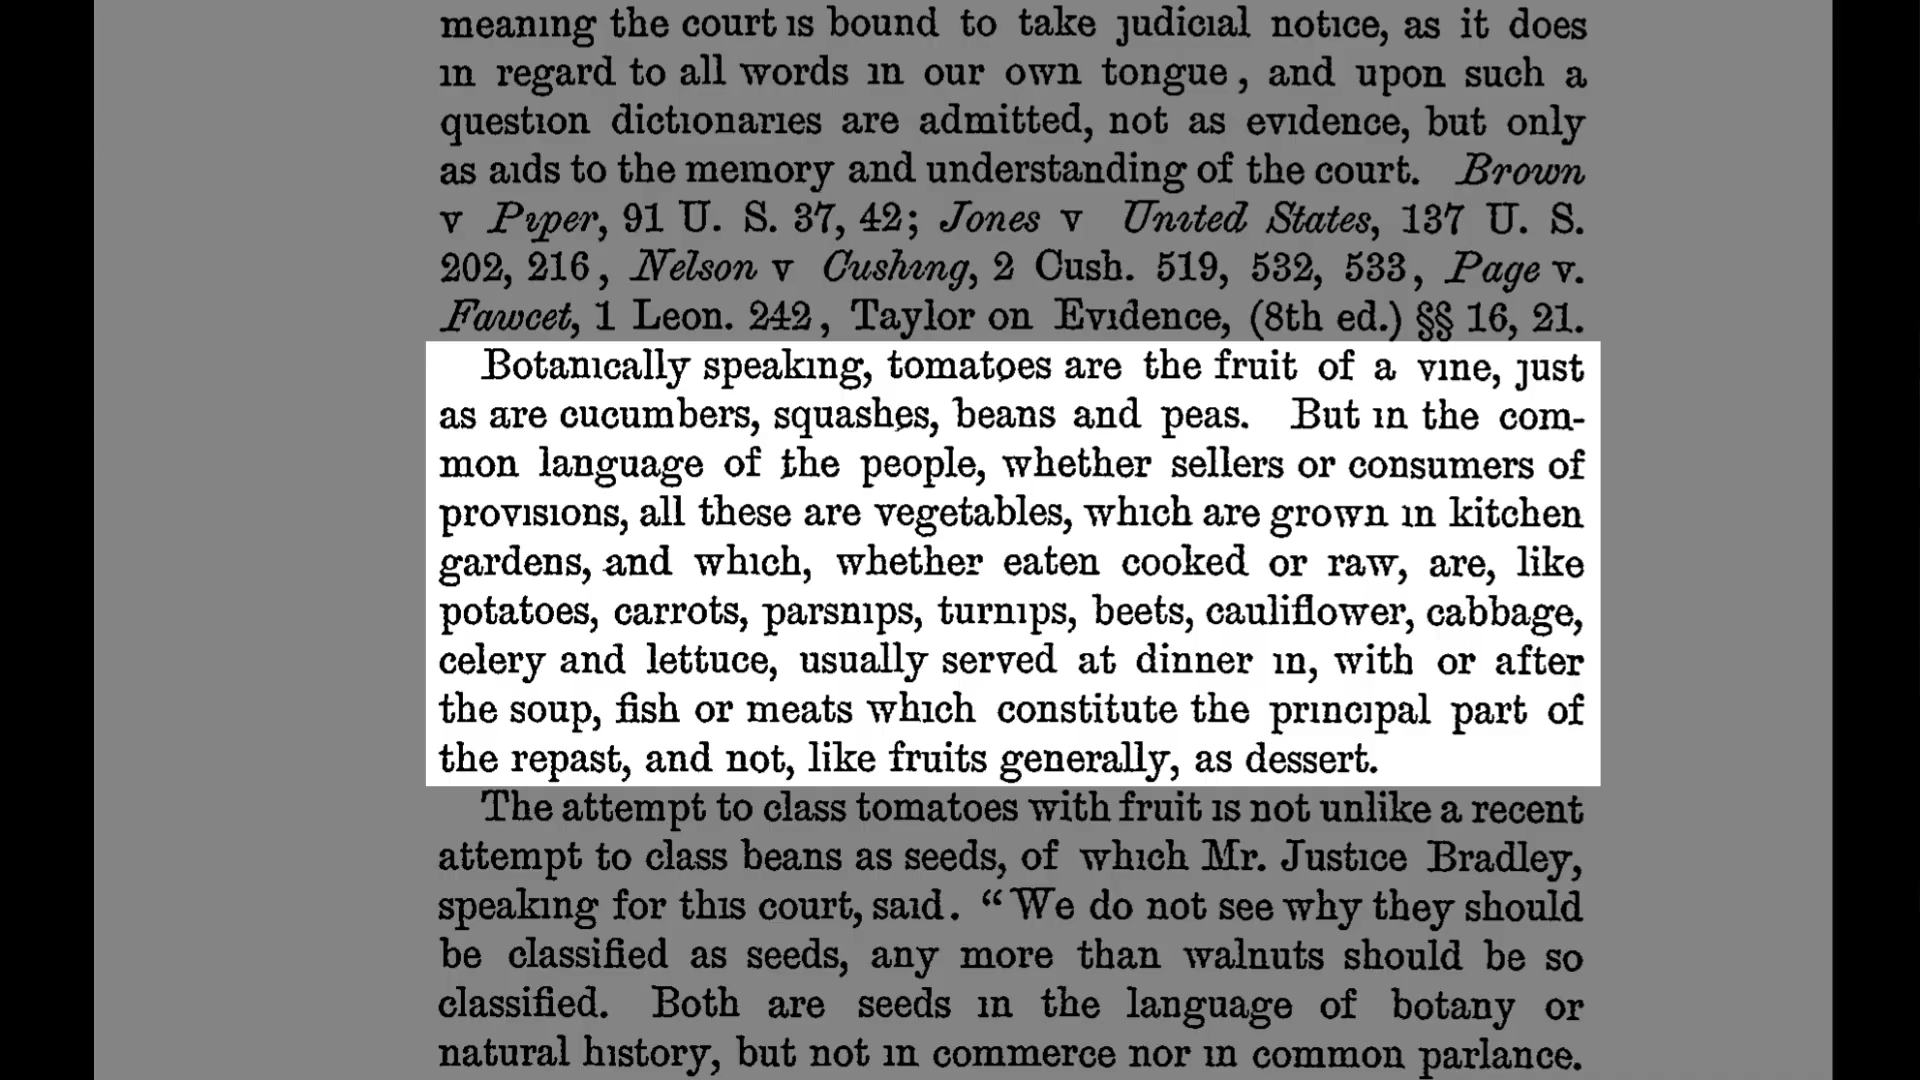 meaning the court is bound to take judicial notice, as it does
in regard to all words in our own tongue, and upon such a
question dictionaries are admitted, not as evidence, but only
as aids to the memory and understanding of the court. Brown
v Piper, 91 U. S. 37, 42; Jones v United States, 137 U. S.
202, 216, Nelson v Cushing, 2 Cush. 519, 532, 533, Page v.
Fawcet, 1 Leon. 242, Taylor on Evidence, (8th ed.) §§ 16, 21.
Botanically speaking, tomatoes are the fruit of a vine, just
as are cucumbers, squashes, beans and peas. But in the com-
mon language of the people, whether sellers or consumers of
provisions, all these are vegetables, which are grown in kitchen
gardens, and which, whether eaten cooked or raw, are, like
potatoes, carrots, parsnips, turnips, beets, cauliflower, cabbage,
celery and lettuce, usually served at dinner in, with or after
the soup, fish or meats which constitute the principal part of
the repast, and not, like fruits generally, as dessert.
The attempt to class tomatoes with fruit is not unlike a recent
attempt to class beans as seeds, of which Mr. Justice Bradley,
speaking for this court, said. “We do not see why they should
be classified as seeds, any more than walnuts should be so
classified. Both are seeds in the language of botany or
natural history, but not in commerce nor in common parlance.